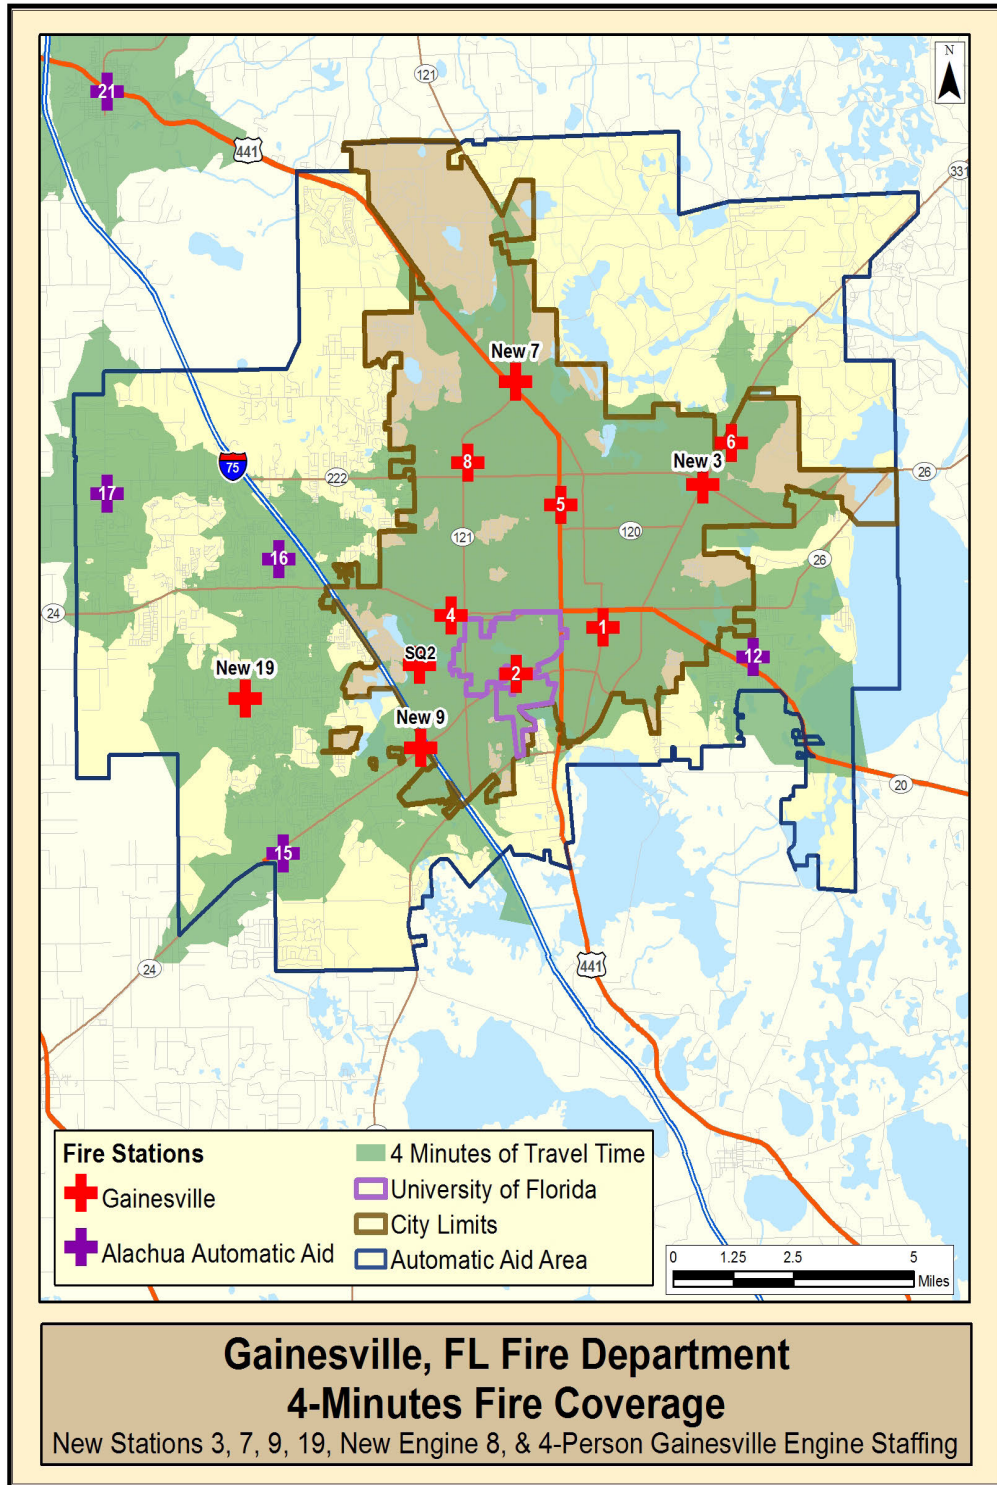 N
21
121
441
331
New 7
6
8
New 3
75
222
26
17
5
121
120
16
26
24
4
1
SQ2
12
2
New 19
New 9
20
15
24
441
Fire Stations
Gainesville
Alachua Automatic Aid
4 Minutes of Travel Time
University of Florida
City Limits
Automatic Aid Area
0 1.25 2.5 5
Miles
Gainesville, FL Fire Department
4-Minutes Fire Coverage
New Stations 3, 7, 9, 19, New Engine 8, & 4-Person Gainesville Engine Staffing